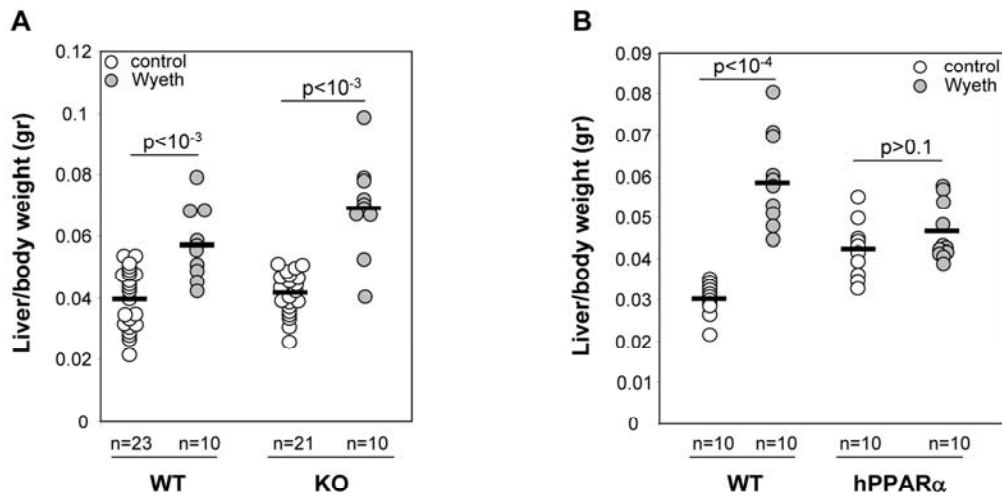 A
Liver/body weight (gr)
0.12
0.1
0.08
0.06
0.04
0.02
0
control
Wyeth
p<10⁻³
p<10⁻³
n=23 n=10 n=21 n=10
WT KO
B
Liver/body weight (gr)
0.09
0.08
0.07
0.06
0.05
0.04
0.03
0.02
0.01
0
control
Wyeth
p<10⁻⁴
p>0.1
n=10 n=10 n=10 n=10
WT hPPARα